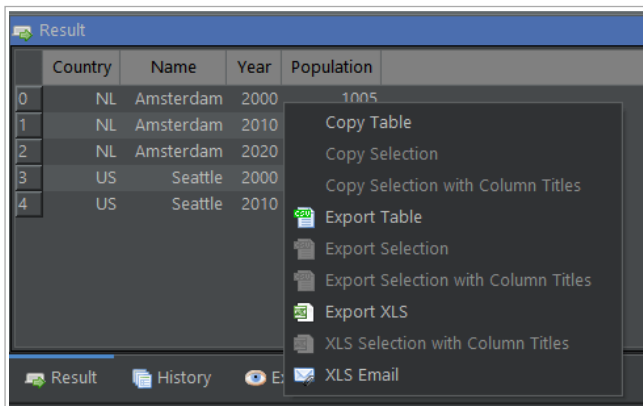 Result
Country Name Year Population
0 NL Amsterdam 2000 1005
1 NL Amsterdam 2010
2 NL Amsterdam 2020
3 US Seattle 2000
4 US Seattle 2010
Copy Table
Copy Selection
Copy Selection with Column Titles
Export Table
Export Selection
Export Selection with Column Titles
Export XLS
XLS Selection with Column Titles
XLS Email
Result History